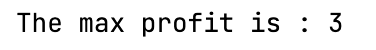 The max profit is : 3